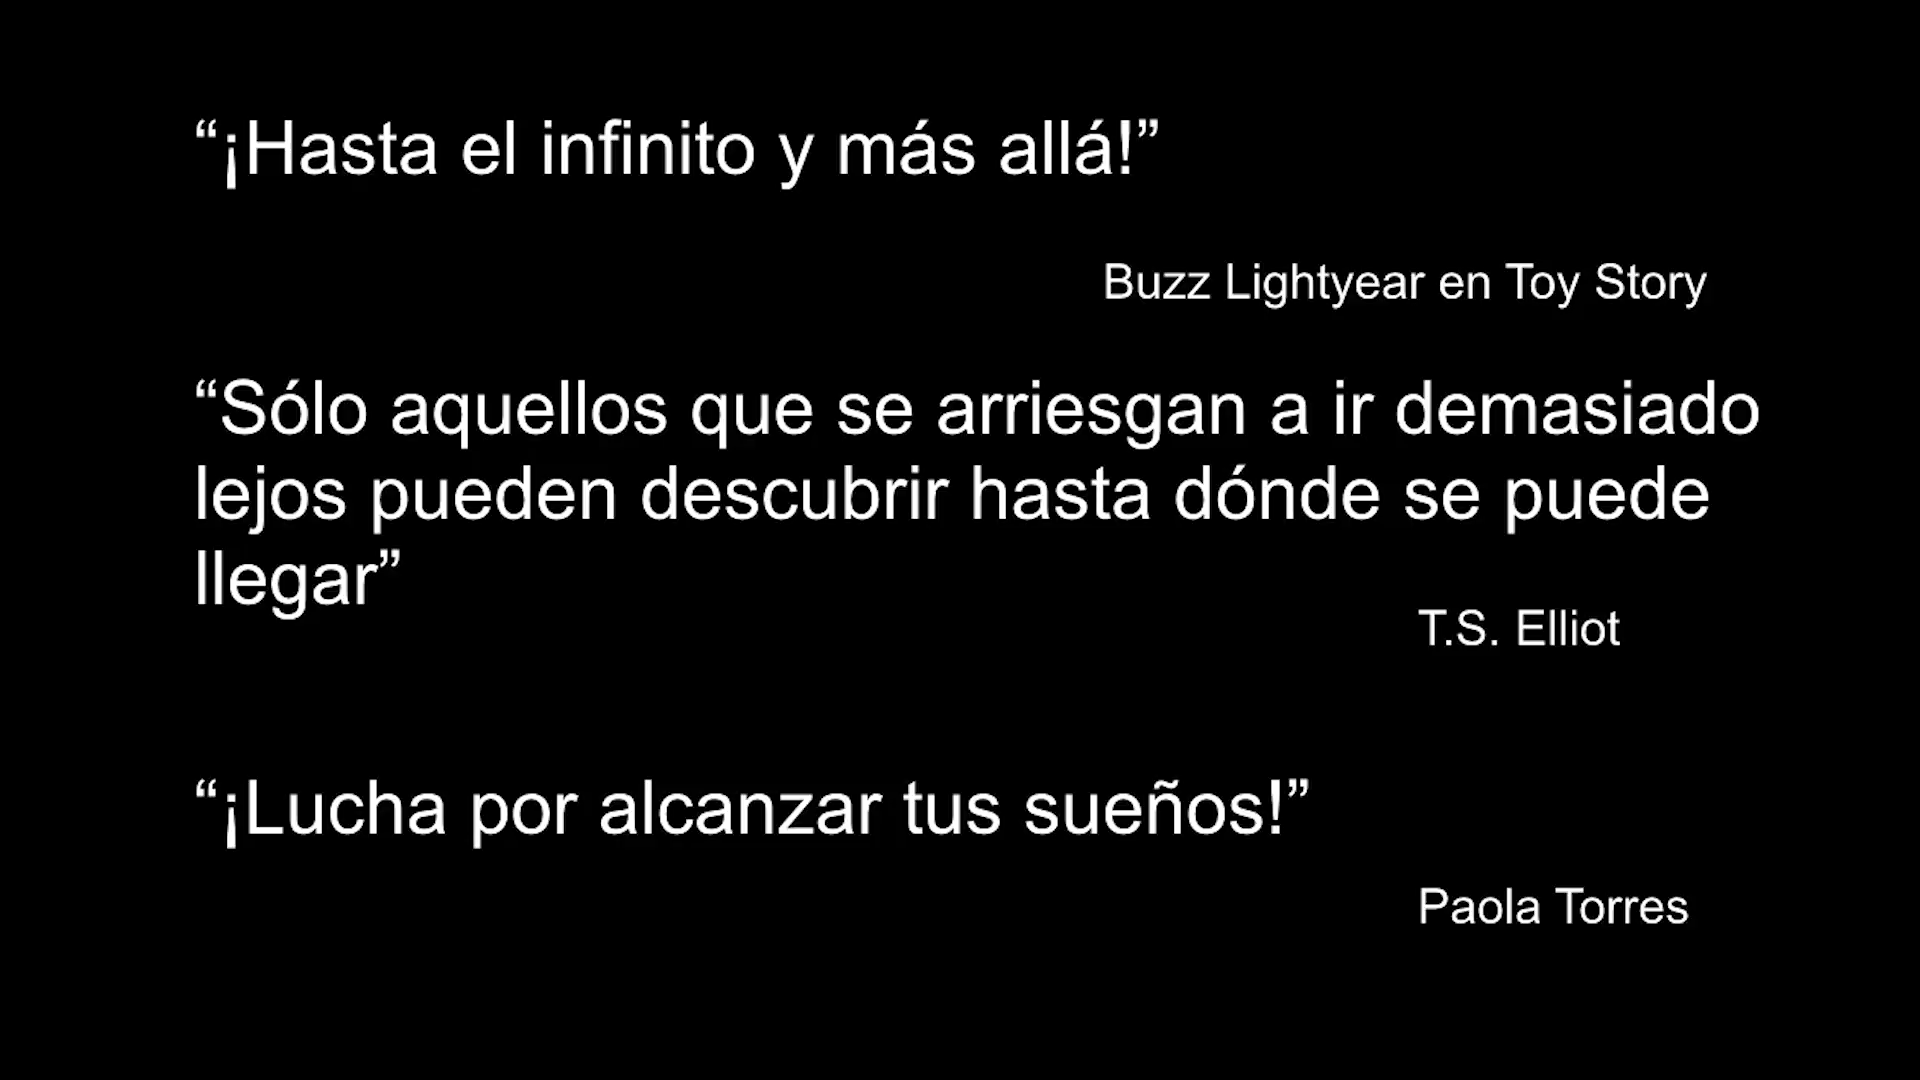 “¡Hasta el infinito y más allá!”
Buzz Lightyear en Toy Story
“Sólo aquellos que se arriesgan a ir demasiado
lejos pueden descubrir hasta dónde se puede
llegar”
T.S. Elliot
“¡Lucha por alcanzar tus sueños!”
Paola Torres